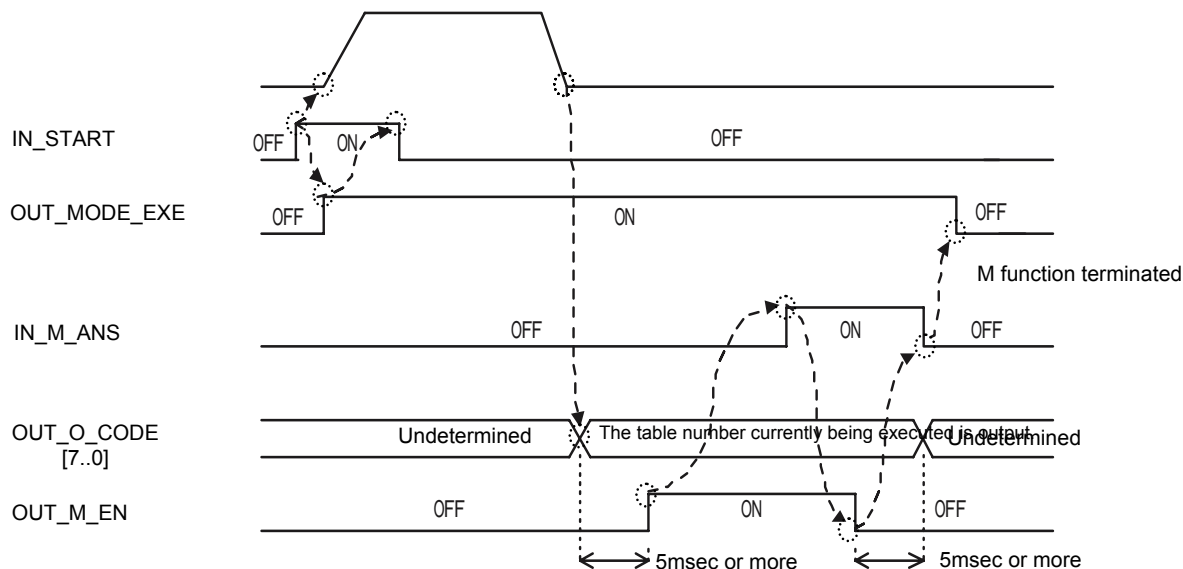 IN_START
OFF ON OFF
OUT_MODE_EXE
OFF ON OFF
M function terminated
IN_M_ANS
OFF ON OFF
OUT_O_CODE
[7..0]
Undetermined The table number currently being executed is output Undetermined
OUT_M_EN
OFF ON OFF
5msec or more 5msec or more